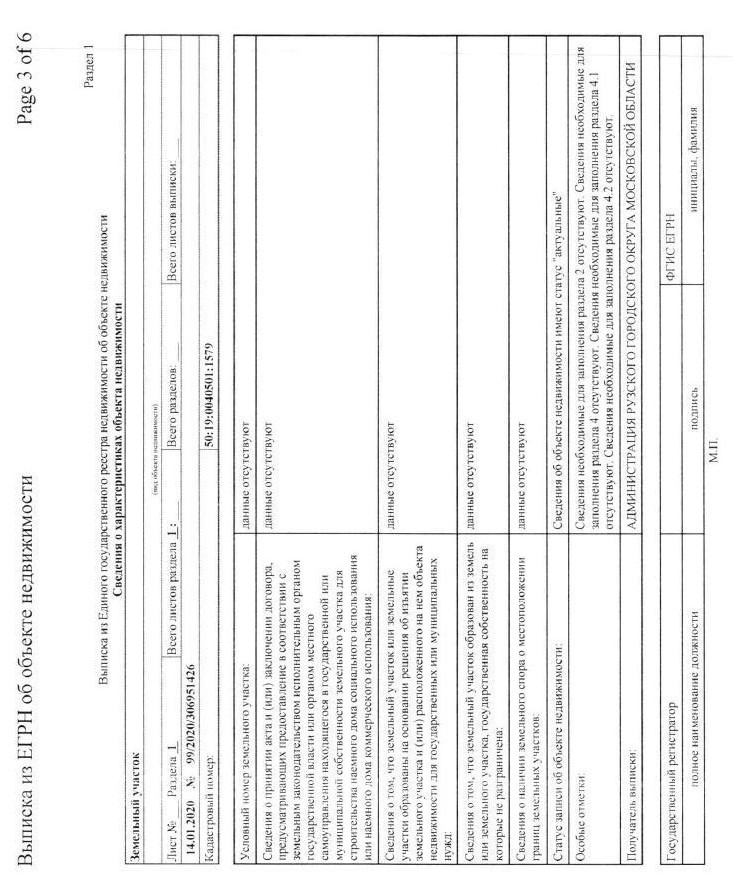 Выписка из ЕГРН об объекте недвижимости Page 3 of 6
Раздел 1
Выписка из Единого государственного реестра недвижимости об объекте недвижимости
Сведения о характеристиках объекта недвижимости
Земельный участок
(вид объекта недвижимости)
Лист № Раздела 1 Всего листов раздела 1 : Всего разделов: Всего листов выписки:
14.01.2020 № 99/2020/306951426
Кадастровый номер: 50:19:0040501:1579
Условный номер земельного участка: данные отсутствуют
Сведения о принятии акта и (или) заключении договора, данные отсутствуют
предусматривающих предоставление в соответствии с
земельным законодательством исполнительным органом
государственной власти или органом местного
самоуправления находящегося в государственной или
муниципальной собственности земельного участка для
строительства наемного дома социального использования
или наемного дома коммерческого использования:
Сведения о том, что земельный участок или земельные данные отсутствуют
участки образованы на основании решения об изъятии
земельного участка и (или) расположенного на нем объекта
недвижимости для государственных или муниципальных
нужд:
Сведения о том, что земельный участок образован из земель данные отсутствуют
или земельного участка, государственная собственность на
которые не разграничена:
Сведения о наличии земельного спора о местоположении данные отсутствуют
границ земельных участков:
Статус записи об объекте недвижимости: Сведения об объекте недвижимости имеют статус "актуальные"
Особые отметки: Сведения необходимые для заполнения раздела 2 отсутствуют. Сведения необходимые для
заполнения раздела 4 отсутствуют. Сведения необходимые для заполнения раздела 4.1
отсутствуют. Сведения необходимые для заполнения раздела 4.2 отсутствуют.
Получатель выписки: АДМИНИСТРАЦИЯ РУЗСКОГО ГОРОДСКОГО ОКРУГА МОСКОВСКОЙ ОБЛАСТИ
Государственный регистратор ФГИС ЕГРН
полное наименование должности подпись инициалы, фамилия
М.П.